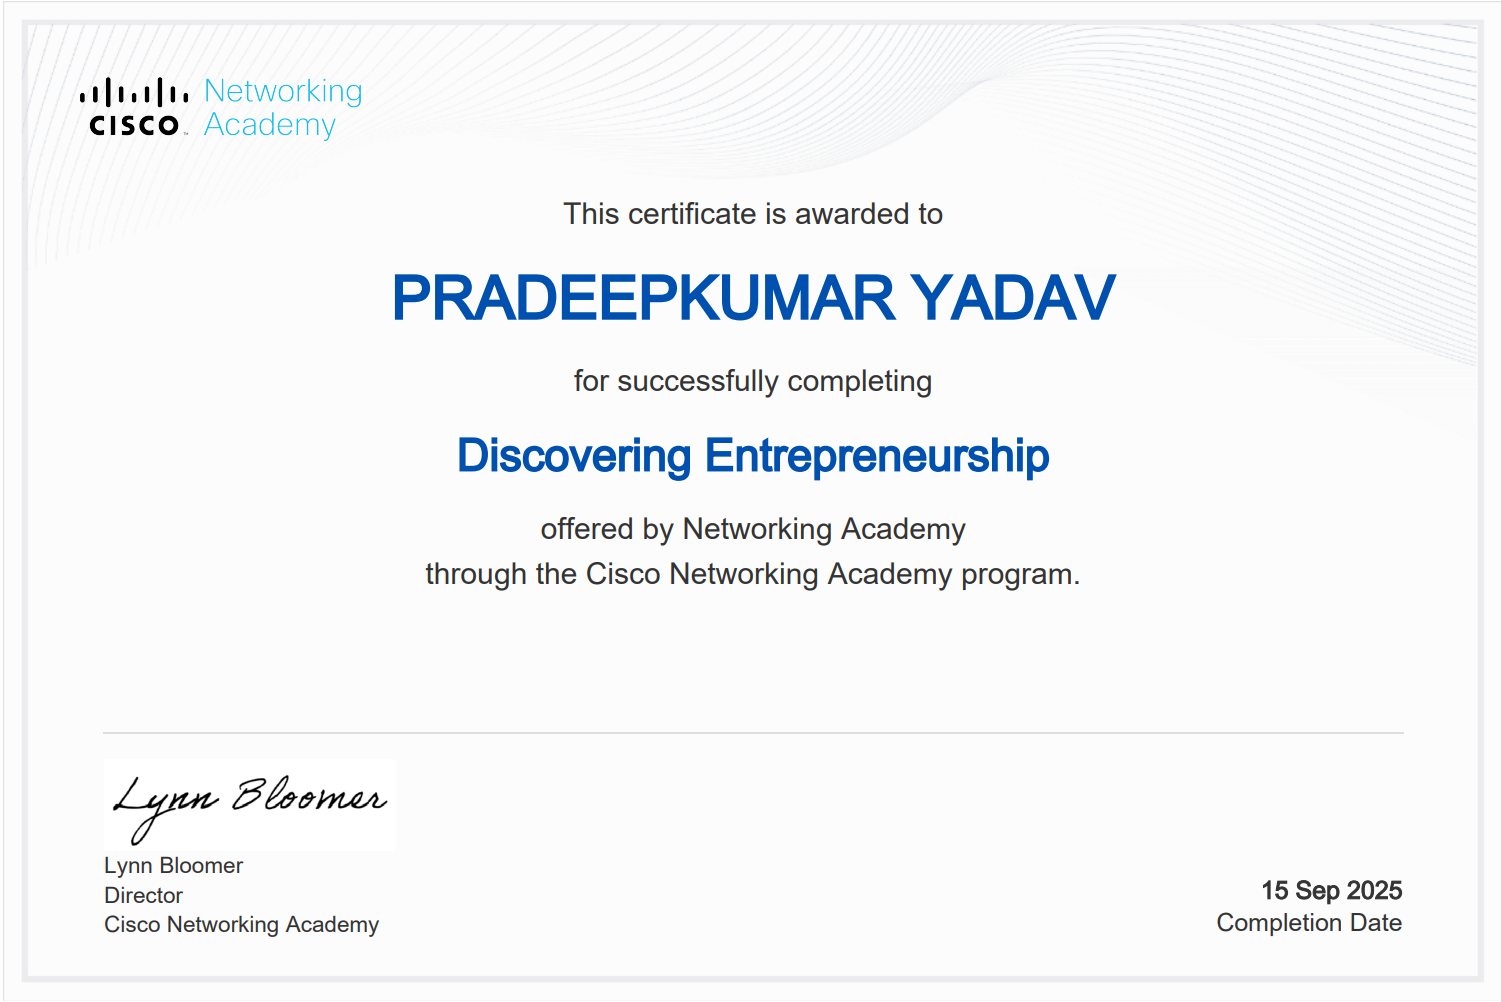 Networking
CISCO™ Academy
This certificate is awarded to
PRADEEPKUMAR YADAV
for successfully completing
Discovering Entrepreneurship
offered by Networking Academy
through the Cisco Networking Academy program.
Lynn Bloomer
Lynn Bloomer
Director
Cisco Networking Academy
15 Sep 2025
Completion Date